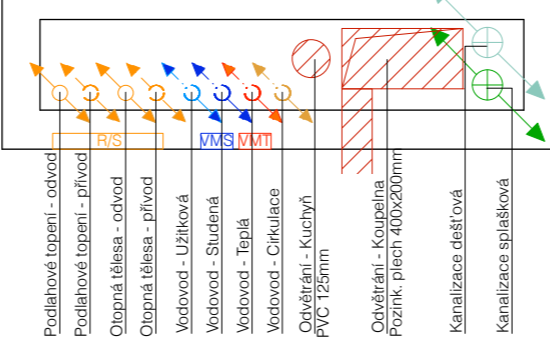 R/S
VMS
VMT
Podlahové topení - odvod
Podlahové topení - přívod
Otopná tělesa - odvod
Otopná tělesa - přívod
Vodovod - Užitková
Vodovod - Studená
Vodovod - Teplá
Vodovod - Cirkulace
Odvětrání - Kuchyň
PVC 125mm
Odvětrání - Koupelna
Pozink. plech 400x200mm
Kanalizace dešťová
Kanalizace splašková